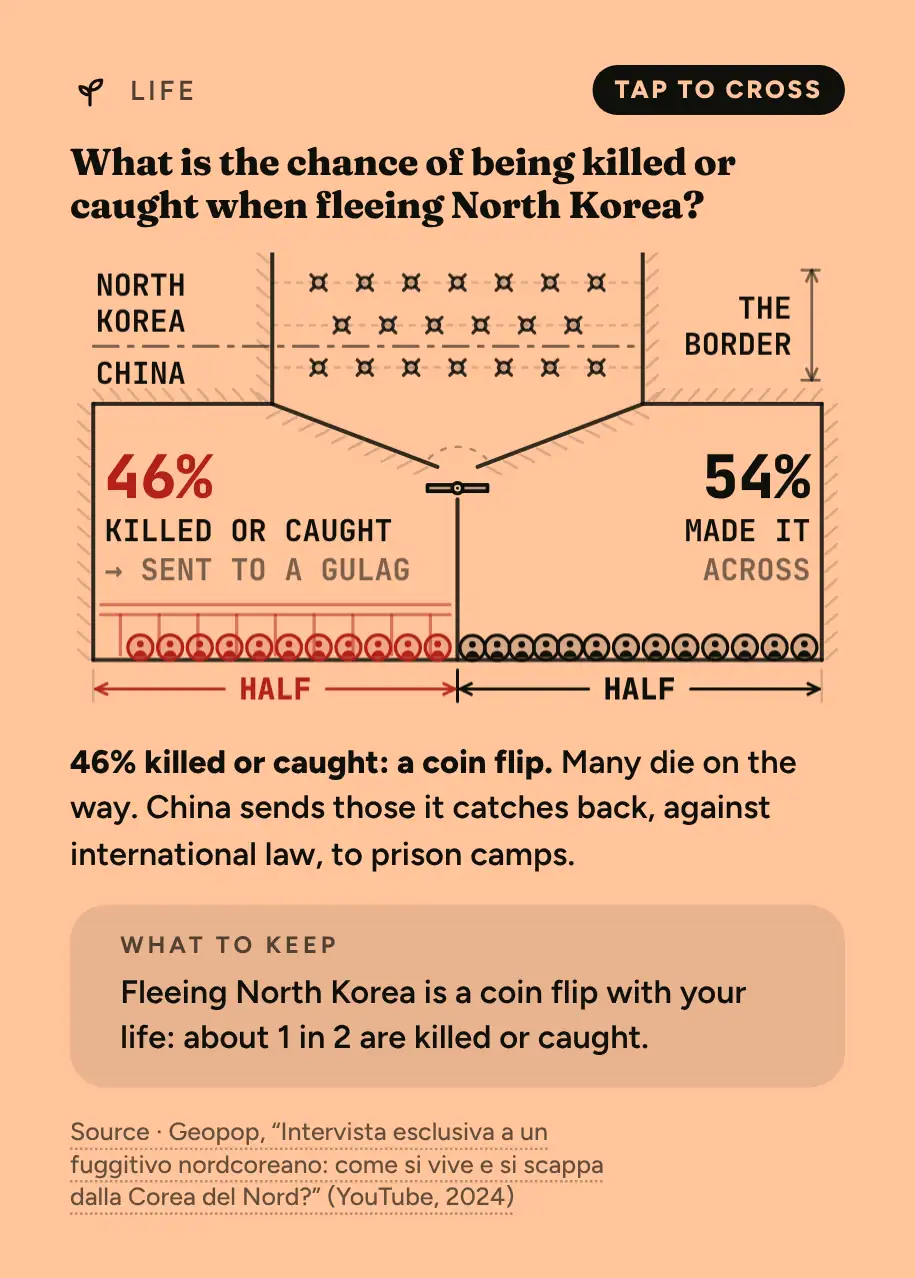 LIFE
TAP TO CROSS
What is the chance of being killed or
caught when fleeing North Korea?
NORTH
KOREA
CHINA
THE
BORDER
46%
KILLED OR CAUGHT
→ SENT TO A GULAG
54%
MADE IT
ACROSS
HALF
HALF
46% killed or caught: a coin flip. Many die on the
way. China sends those it catches back, against
international law, to prison camps.
WHAT TO KEEP
Fleeing North Korea is a coin flip with your
life: about 1 in 2 are killed or caught.
Source · Geopop, “Intervista esclusiva a un
fuggitivo nordcoreano: come si vive e si scappa
dalla Corea del Nord?” (YouTube, 2024)